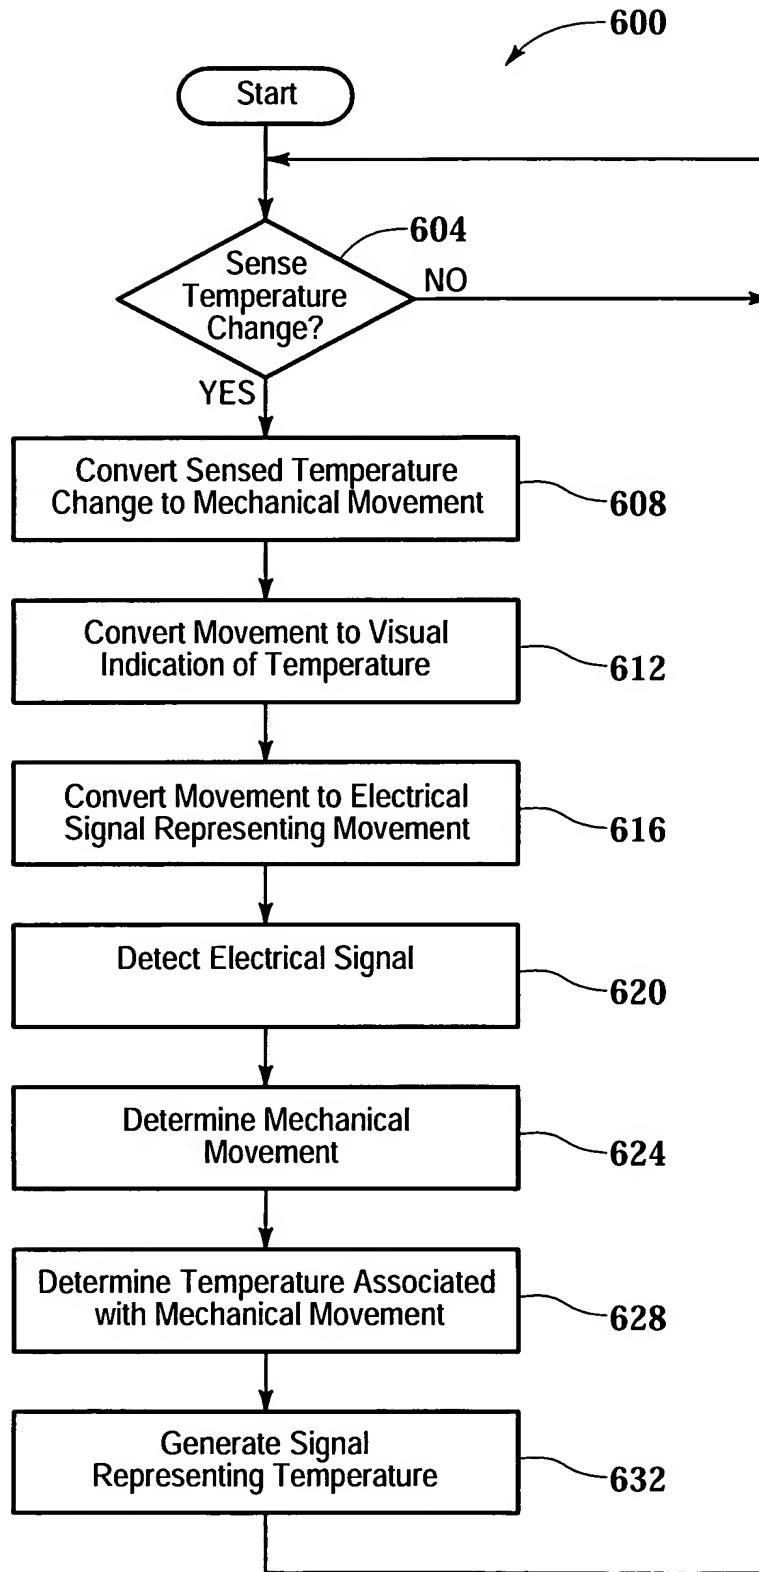 600
Start
604
Sense
Temperature
Change?
NO
YES
Convert Sensed Temperature
Change to Mechanical Movement
608
Convert Movement to Visual
Indication of Temperature
612
Convert Movement to Electrical
Signal Representing Movement
616
Detect Electrical Signal
620
Determine Mechanical
Movement
624
Determine Temperature Associated
with Mechanical Movement
628
Generate Signal
Representing Temperature
632